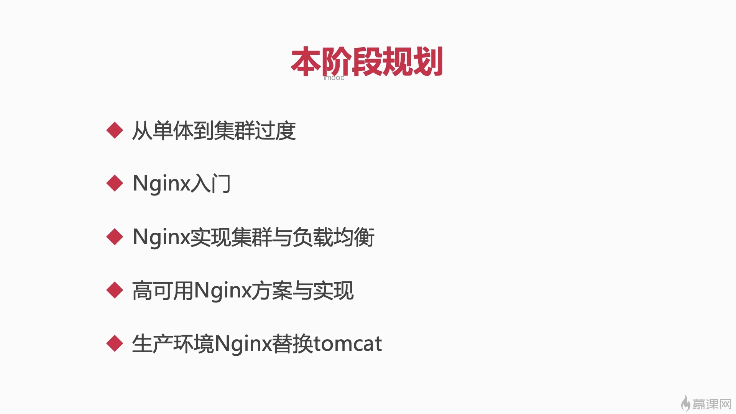 本阶段规划
imooc
从单体到集群过度
Nginx入门
Nginx实现集群与负载均衡
高可用Nginx方案与实现
生产环境Nginx替换tomcat
慕课网